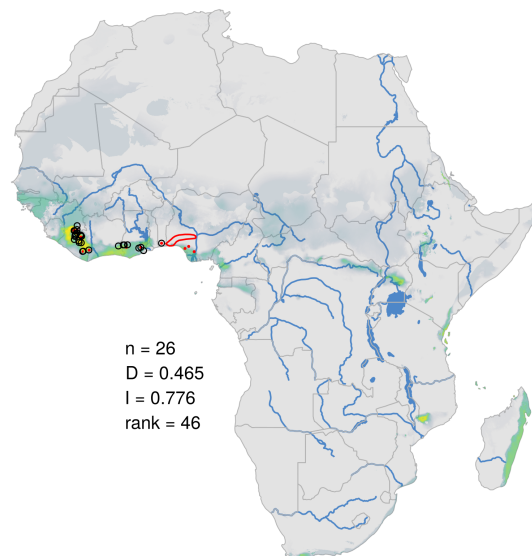 n = 26
D = 0.465
I = 0.776
rank = 46